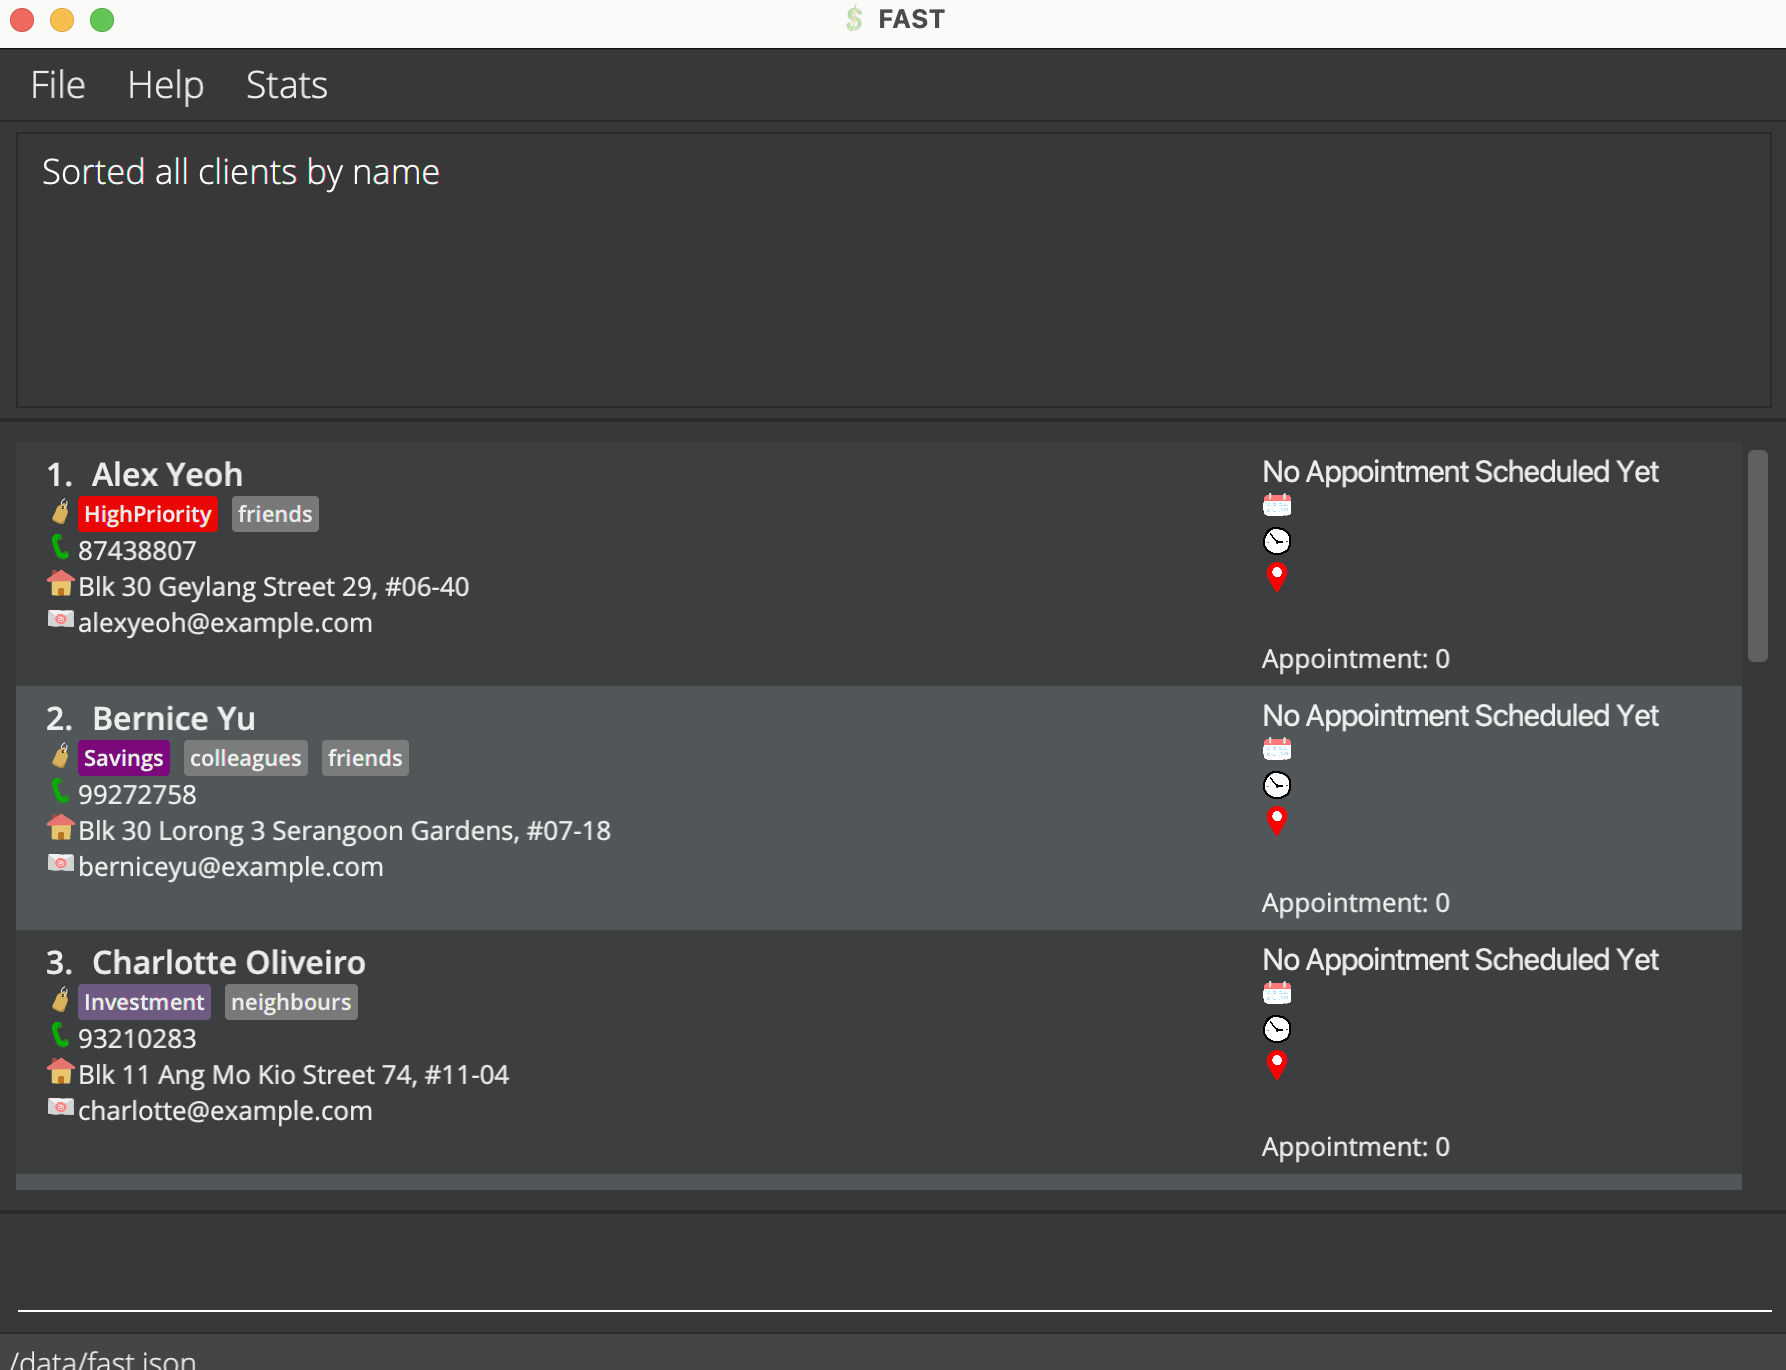 FAST
File Help Stats
Sorted all clients by name
1. Alex Yeoh
HighPriority friends
87438807
Blk 30 Geylang Street 29, #06-40
alexyeoh@example.com
No Appointment Scheduled Yet
Appointment: 0
2. Bernice Yu
Savings colleagues friends
99272758
Blk 30 Lorong 3 Serangoon Gardens, #07-18
berniceyu@example.com
No Appointment Scheduled Yet
Appointment: 0
3. Charlotte Oliveiro
Investment neighbours
93210283
Blk 11 Ang Mo Kio Street 74, #11-04
charlotte@example.com
No Appointment Scheduled Yet
Appointment: 0
/data/fast.json